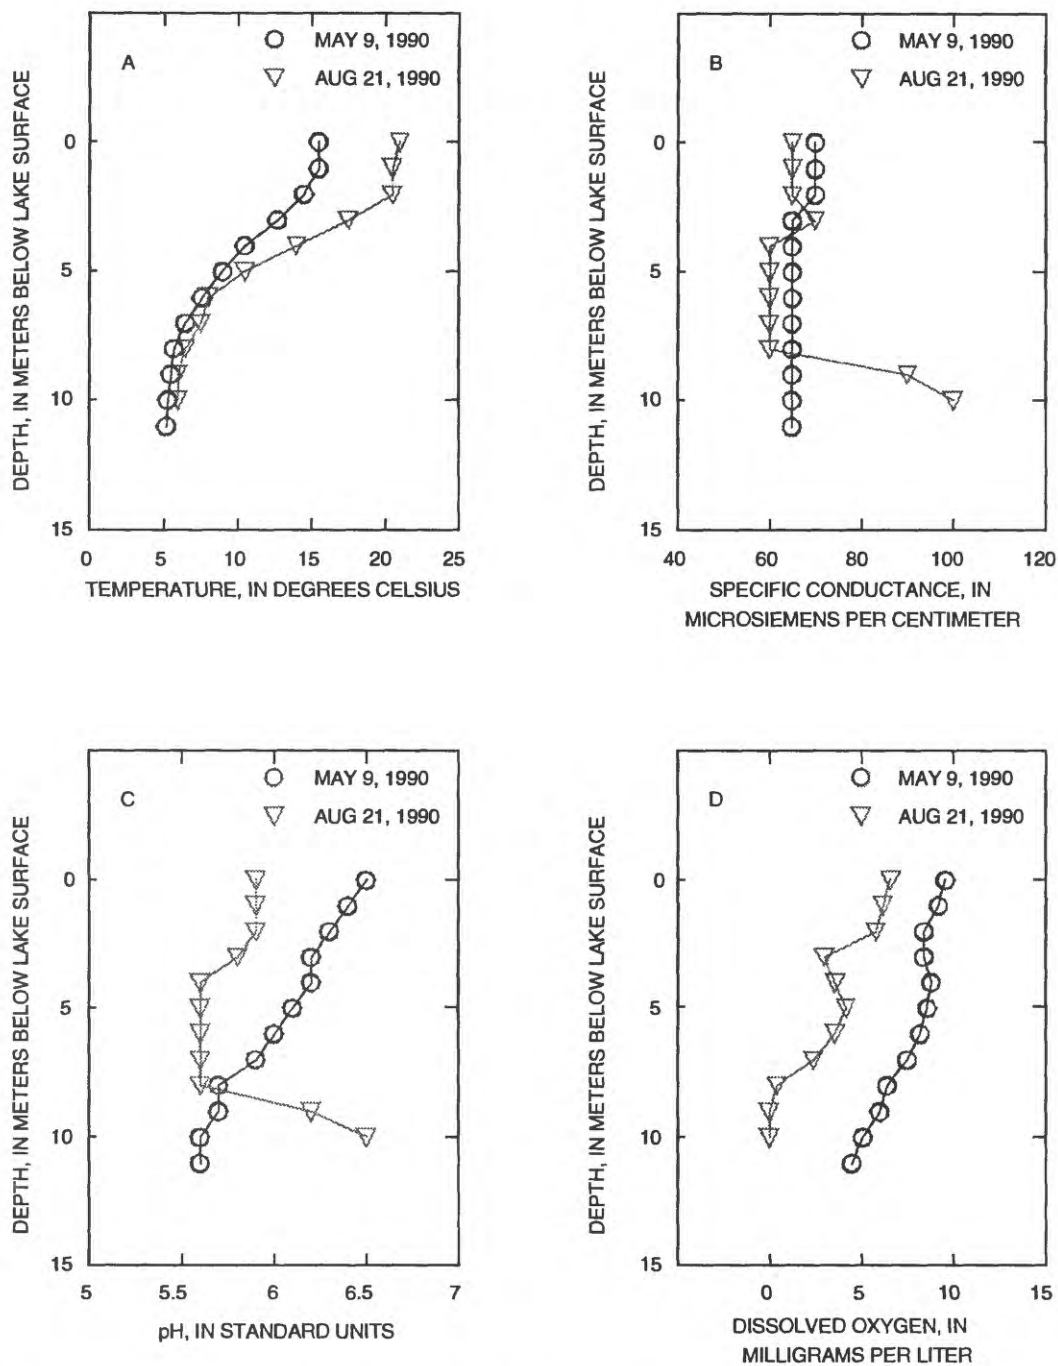 A
MAY 9, 1990
AUG 21, 1990
DEPTH, IN METERS BELOW LAKE SURFACE
0
5
10
15
0 5 10 15 20 25
TEMPERATURE, IN DEGREES CELSIUS
B
MAY 9, 1990
AUG 21, 1990
DEPTH, IN METERS BELOW LAKE SURFACE
0
5
10
15
40 60 80 100 120
SPECIFIC CONDUCTANCE, IN
MICROSIEMENS PER CENTIMETER
C
MAY 9, 1990
AUG 21, 1990
DEPTH, IN METERS BELOW LAKE SURFACE
0
5
10
15
5 5.5 6 6.5 7
pH, IN STANDARD UNITS
D
MAY 9, 1990
AUG 21, 1990
DEPTH, IN METERS BELOW LAKE SURFACE
0
5
10
15
0 5 10 15
DISSOLVED OXYGEN, IN
MILLIGRAMS PER LITER